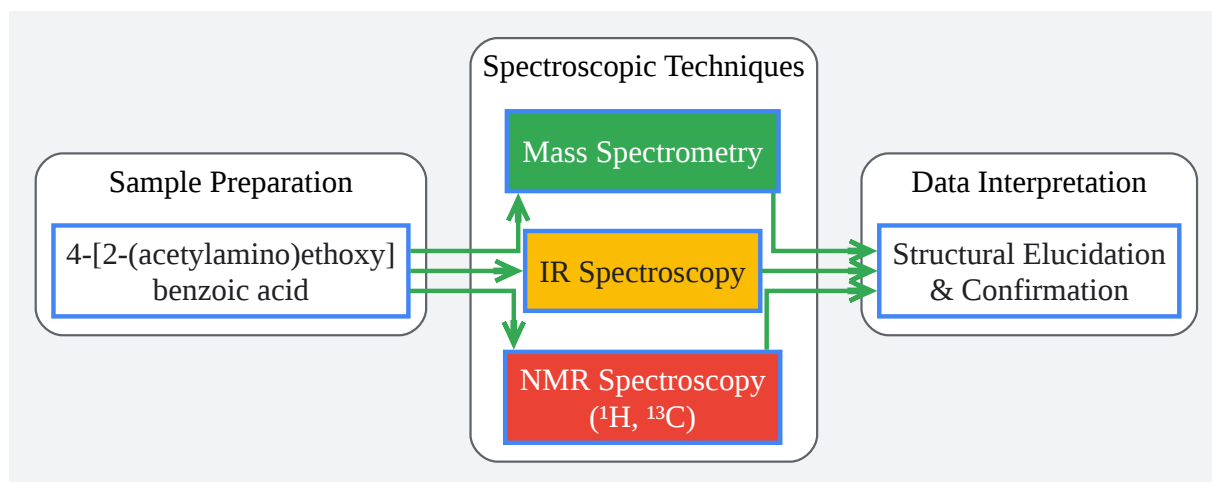 Spectroscopic Techniques
Mass Spectrometry
Sample Preparation
Data Interpretation
4-[2-(acetylamino)ethoxy]
benzoic acid
IR Spectroscopy
Structural Elucidation
& Confirmation
NMR Spectroscopy
(¹H, ¹³C)